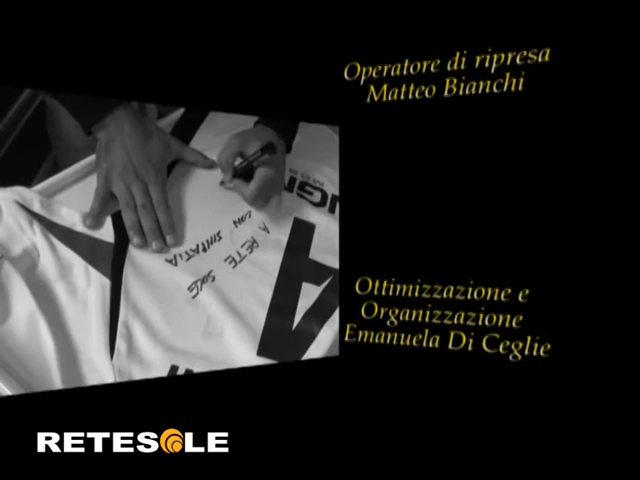 Operatore di ripresa
Matteo Bianchi
A RETE SOLE
CON SIMPATIA
Ottimizzazione e
Organizzazione
Emanuela Di Ceglie
RETESOLE